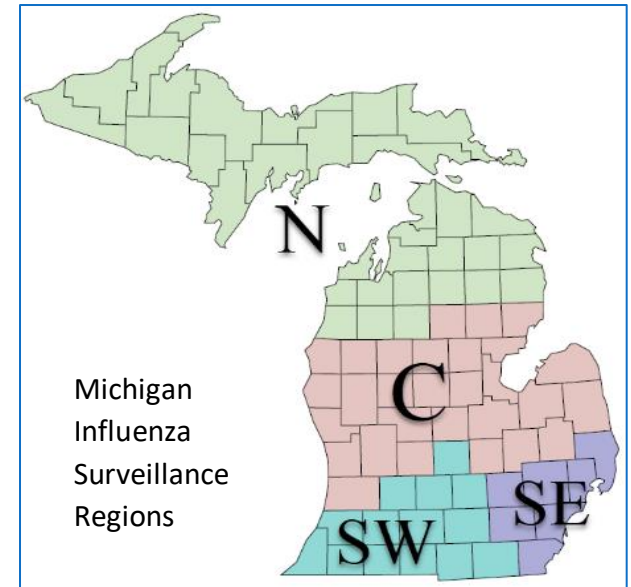 N
C
Michigan
Influenza
Surveillance
Regions
SE
SW